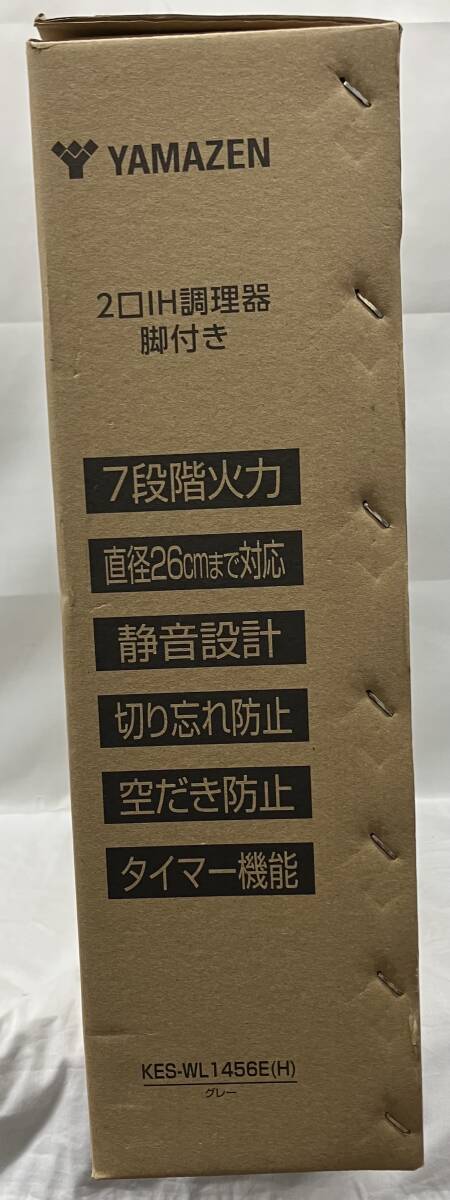 YAMAZEN
2口IH調理器
脚付き
7段階火力
直径26cmまで対応
静音設計
切り忘れ防止
空だき防止
タイマー機能
KES-WL1456E(H)
グレー